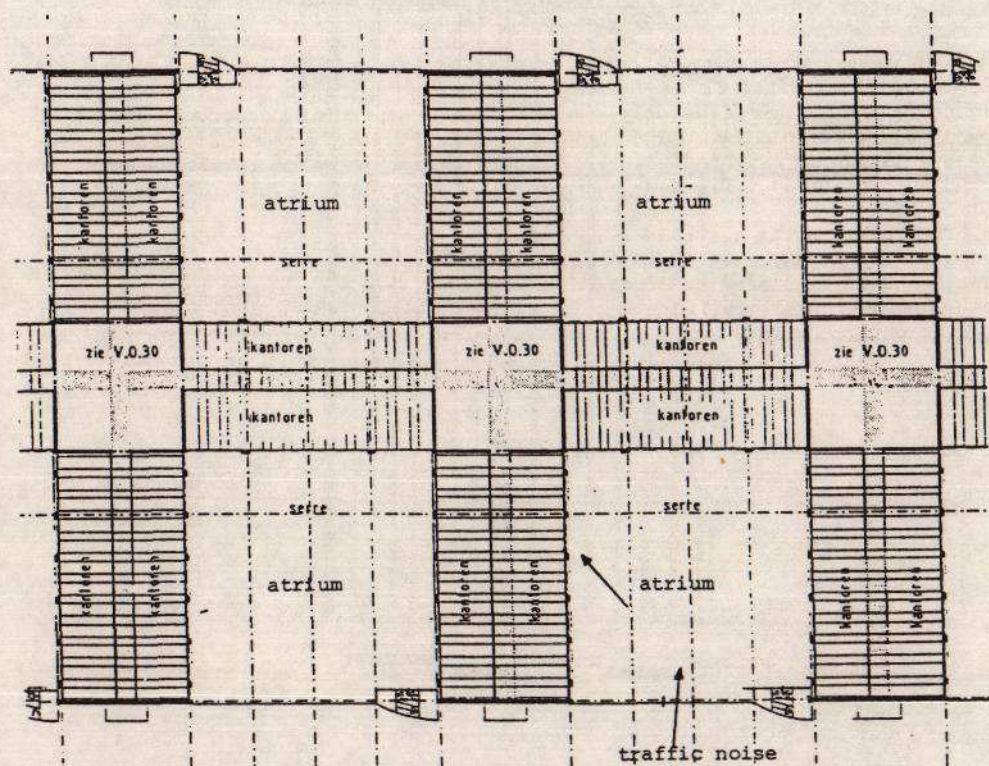 kantoren kantoren kantoren kantoren kantoren kantoren
atrium atrium
serre serre
zie V.0.30 kantoren zie V.0.30 kantoren zie V.0.30
kantoren kantoren
serre serre
kantoren kantoren kantoren kantoren kantoren kantoren
atrium atrium
traffic noise